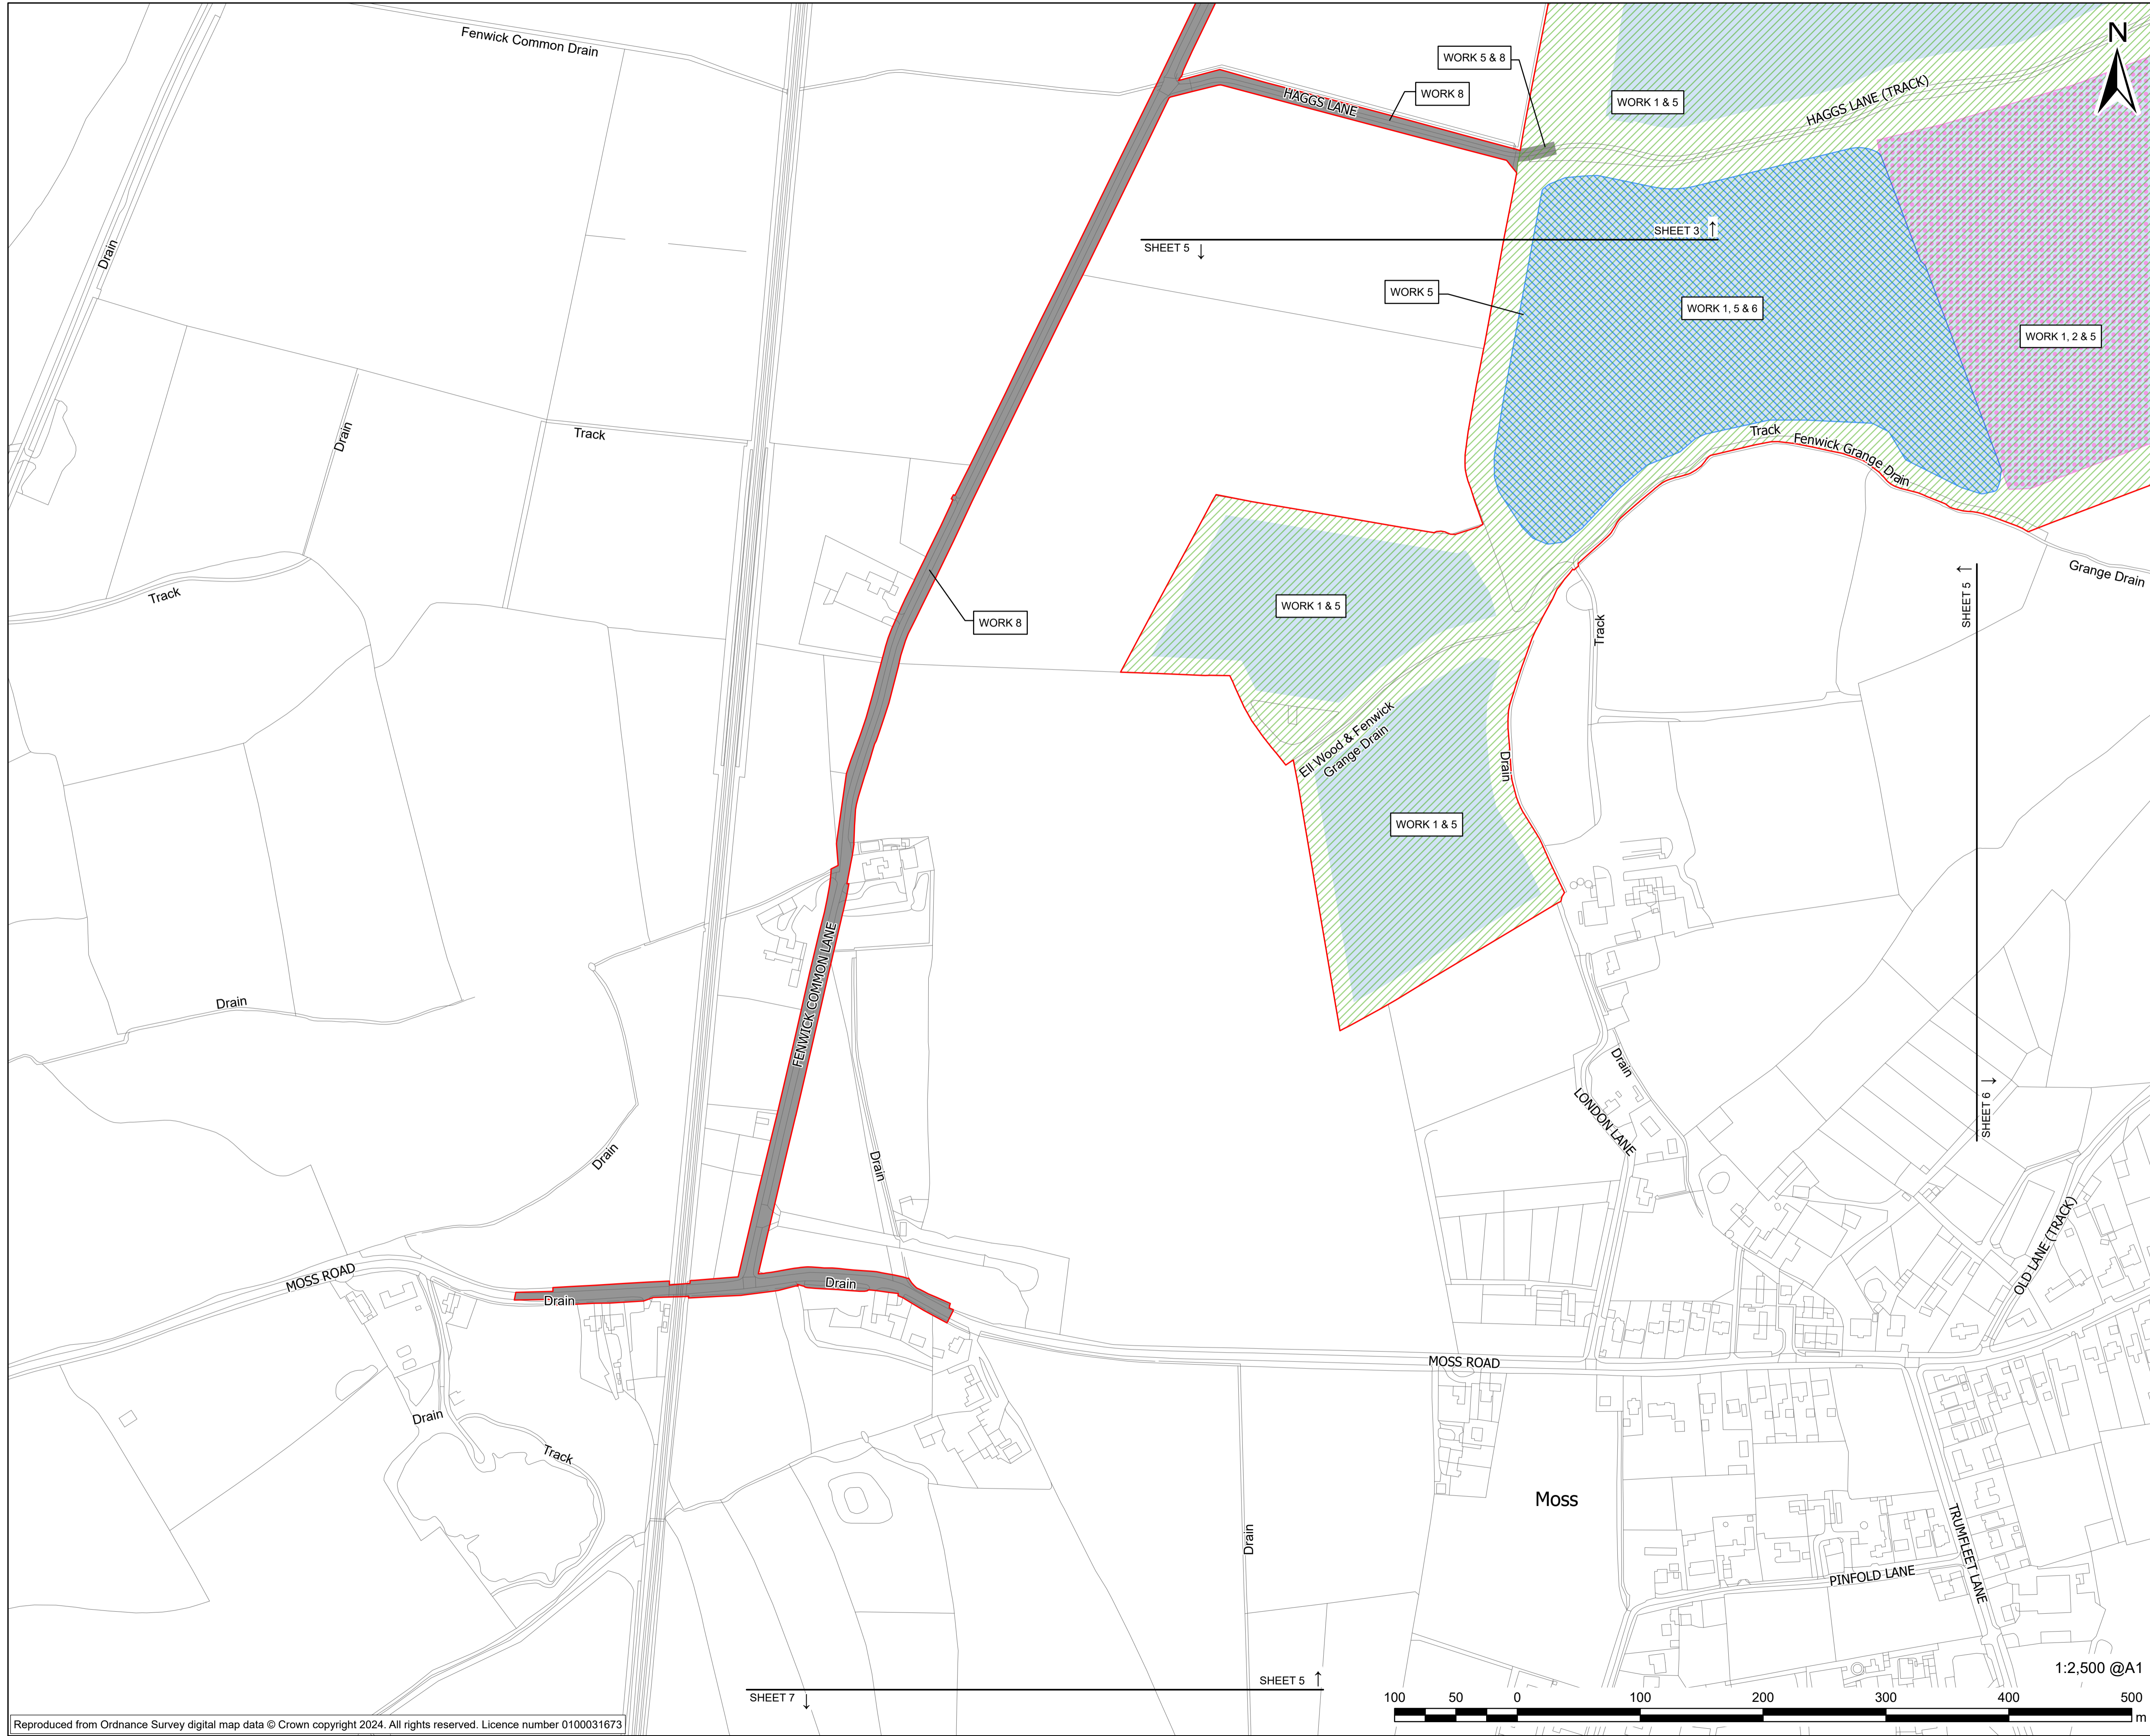 Fenwick Common Drain
N
WORK 5 & 8
WORK 8
HAGGS LANE
WORK 1 & 5
HAGGS LANE (TRACK)
Drain
SHEET 5 ↓
SHEET 3 ↑
WORK 5
WORK 1, 5 & 6
WORK 1, 2 & 5
Drain
Track
Track
Fenwick Grange Drain
Grange Drain
Track
WORK 8
WORK 1 & 5
Track
SHEET 5 ↑
Ell Wood & Fenwick
Grange Drain
Drain
WORK 1 & 5
FENWICK COMMON LANE
Drain
Drain
LONDON LANE
SHEET 6 ↓
Drain
Drain
OLD LANE (TRACK)
MOSS ROAD
Drain
Drain
MOSS ROAD
Drain
Track
Moss
Drain
TRUMFLEET LANE
PINFOLD LANE
SHEET 7 ↓
SHEET 5 ↑
1:2,500 @A1
100 50 0 100 200 300 400 500
m
Reproduced from Ordnance Survey digital map data © Crown copyright 2024. All rights reserved. Licence number 0100031673